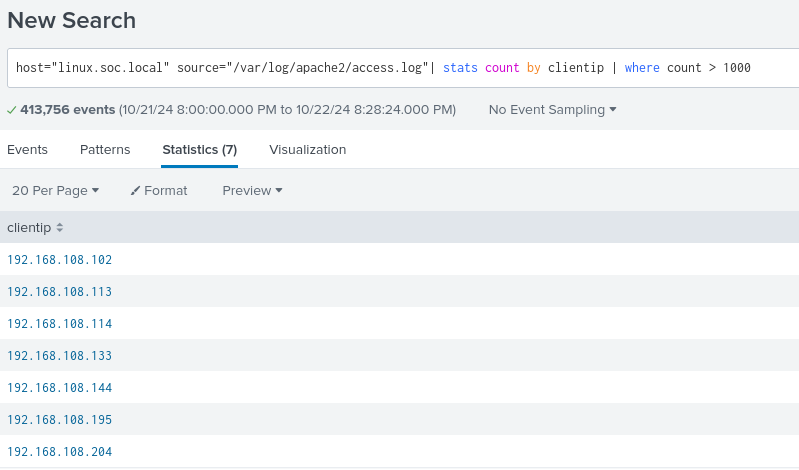 New Search
host="linux.soc.local" source="/var/log/apache2/access.log"| stats count by clientip | where count > 1000
413,756 events (10/21/24 8:00:00.000 PM to 10/22/24 8:28:24.000 PM) No Event Sampling
Events Patterns Statistics (7) Visualization
20 Per Page Format Preview
clientip
192.168.108.102
192.168.108.113
192.168.108.114
192.168.108.133
192.168.108.144
192.168.108.195
192.168.108.204